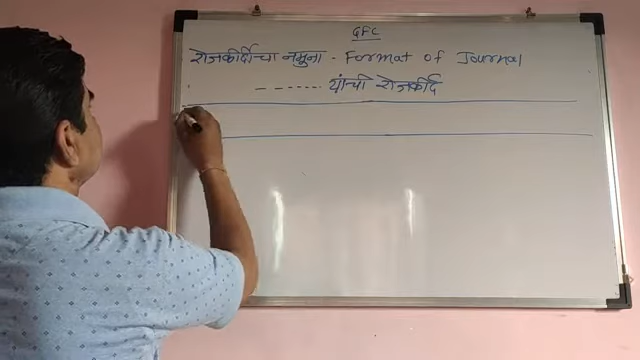 GFC
रोजकीर्दीचा नमुना - Format of Journal
------- यांची रोजकीर्द